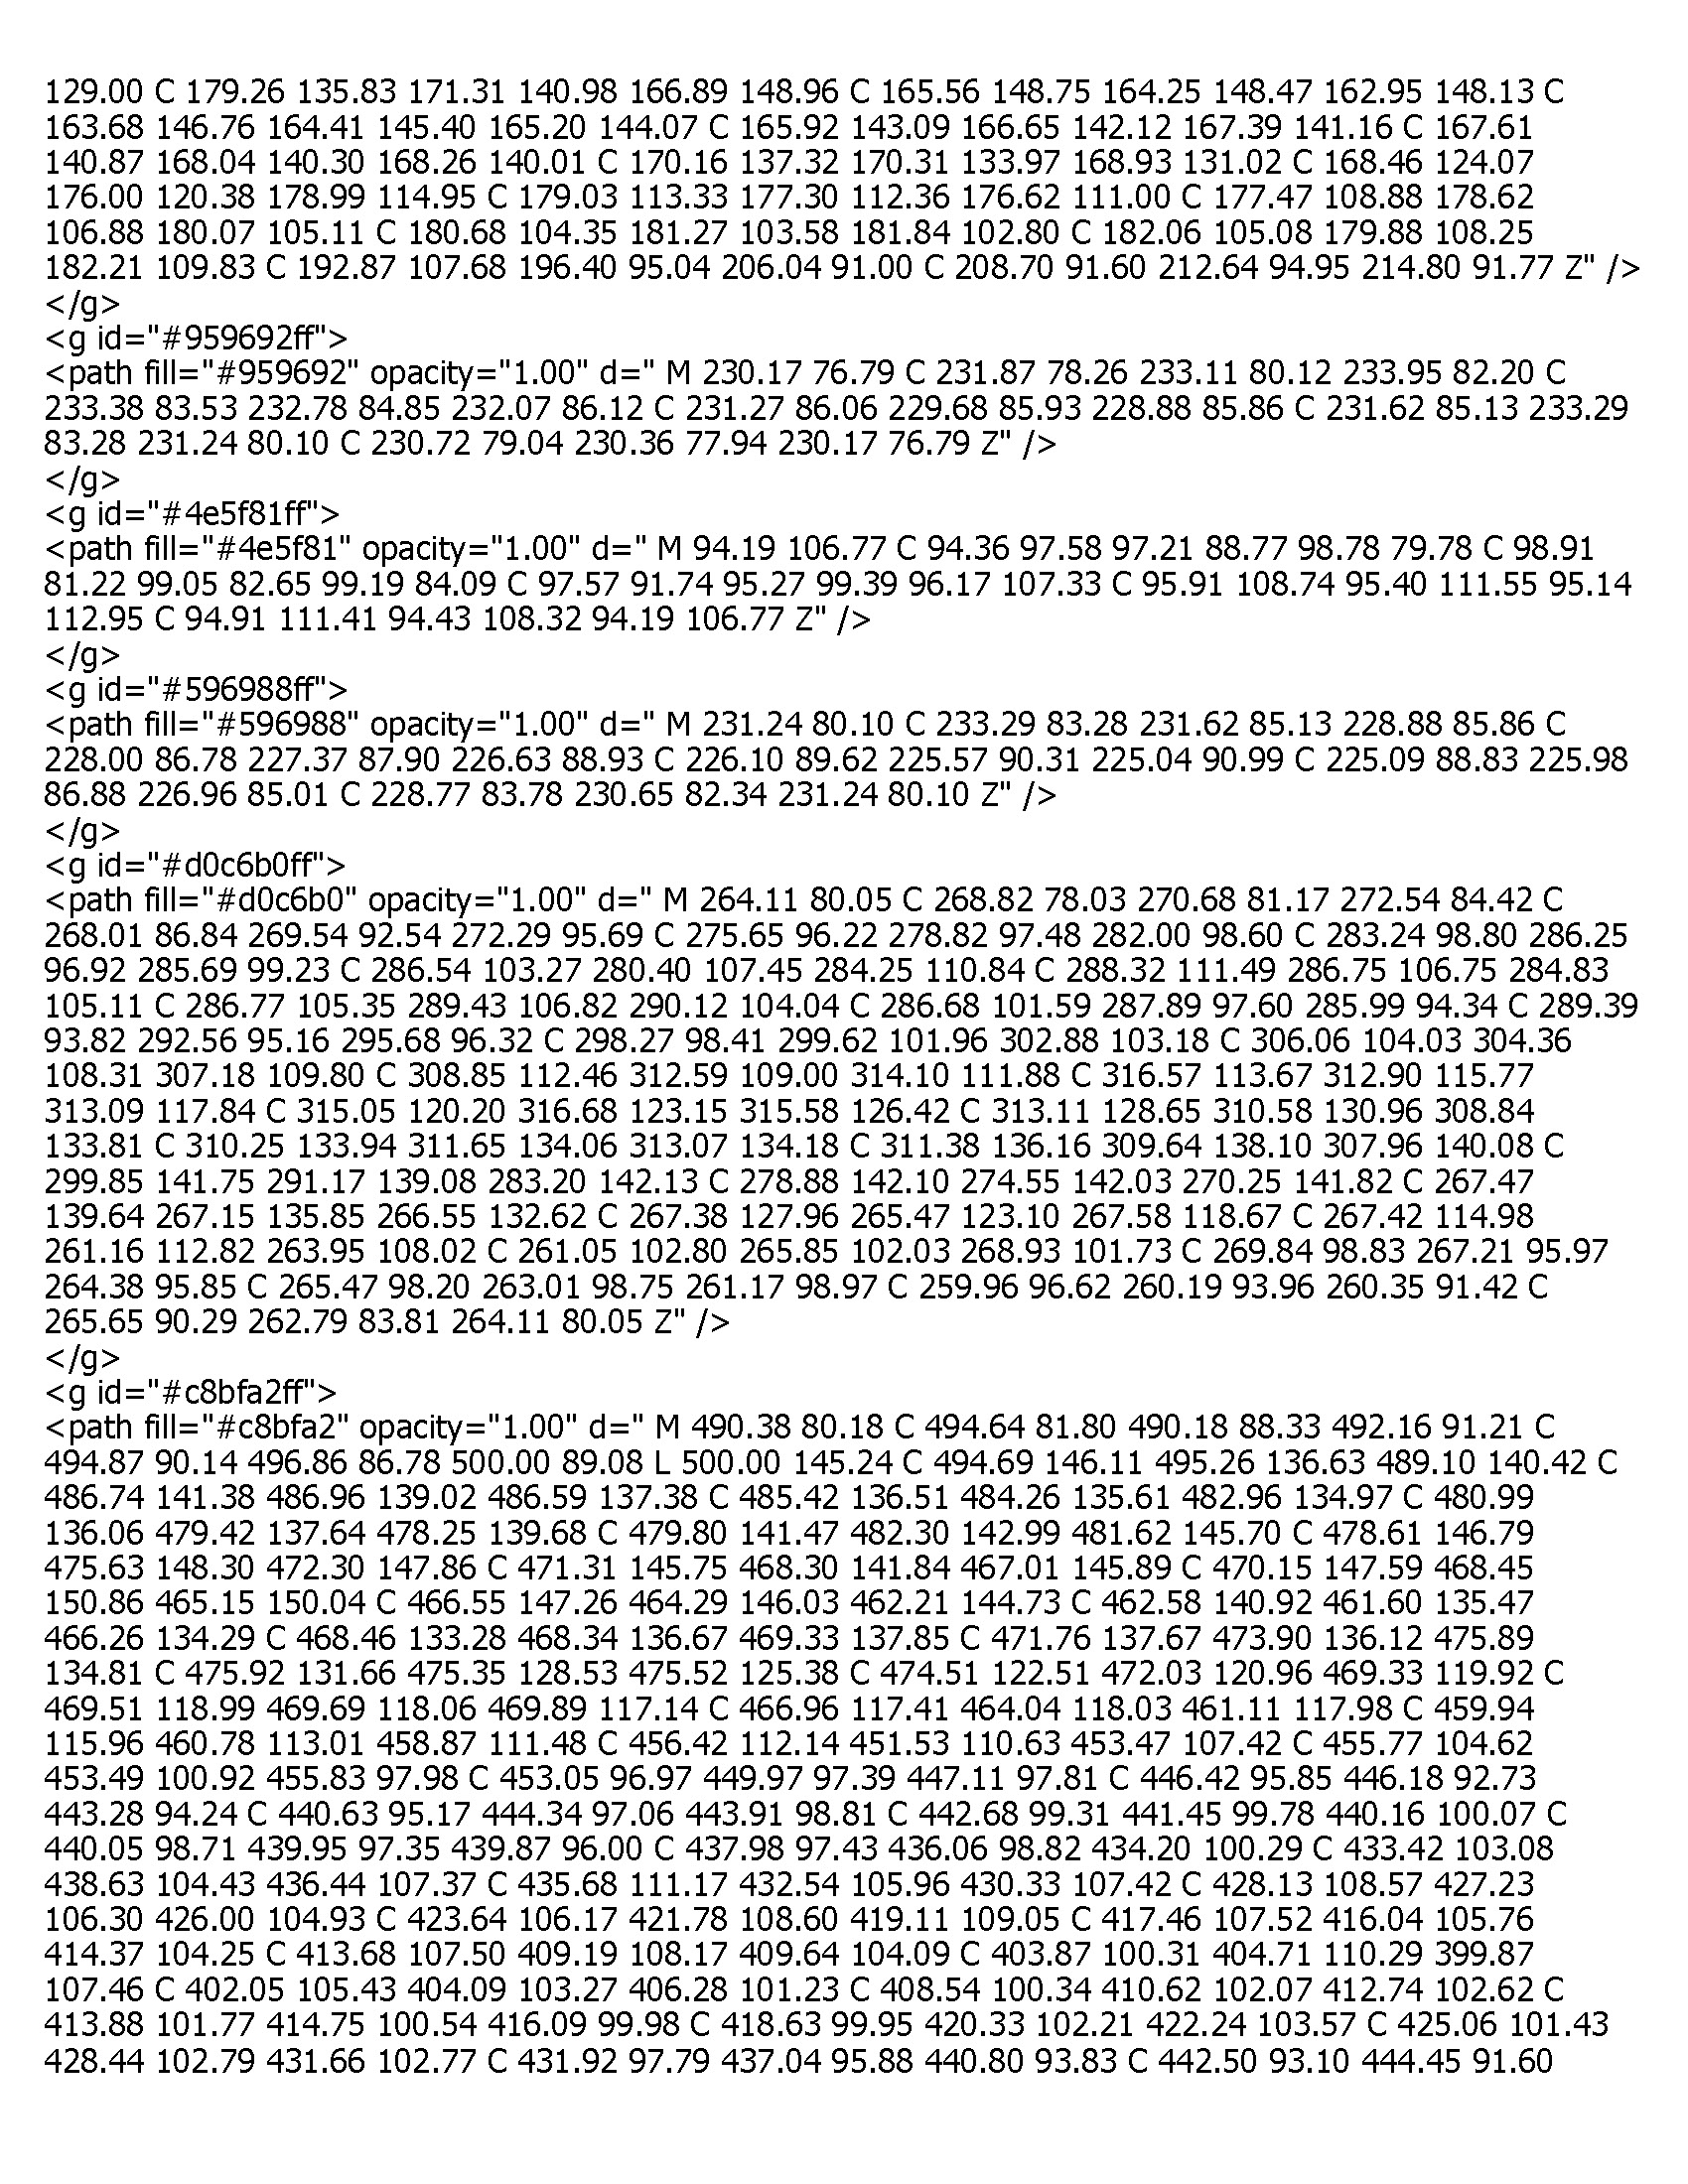 129.00 C 179.26 135.83 171.31 140.98 166.89 148.96 C 165.56 148.75 164.25 148.47 162.95 148.13 C
163.68 146.76 164.41 145.40 165.20 144.07 C 165.92 143.09 166.65 142.12 167.39 141.16 C 167.61
140.87 168.04 140.30 168.26 140.01 C 170.16 137.32 170.31 133.97 168.93 131.02 C 168.46 124.07
176.00 120.38 178.99 114.95 C 179.03 113.33 177.30 112.36 176.62 111.00 C 177.47 108.88 178.62
106.88 180.07 105.11 C 180.68 104.35 181.27 103.58 181.84 102.80 C 182.06 105.08 179.88 108.25
182.21 109.83 C 192.87 107.68 196.40 95.04 206.04 91.00 C 208.70 91.60 212.64 94.95 214.80 91.77 Z" />
</g>
<g id="#959692ff">
<path fill="#959692" opacity="1.00" d=" M 230.17 76.79 C 231.87 78.26 233.11 80.12 233.95 82.20 C
233.38 83.53 232.78 84.85 232.07 86.12 C 231.27 86.06 229.68 85.93 228.88 85.86 C 231.62 85.13 233.29
83.28 231.24 80.10 C 230.72 79.04 230.36 77.94 230.17 76.79 Z" />
</g>
<g id="#4e5f81ff">
<path fill="#4e5f81" opacity="1.00" d=" M 94.19 106.77 C 94.36 97.58 97.21 88.77 98.78 79.78 C 98.91
81.22 99.05 82.65 99.19 84.09 C 97.57 91.74 95.27 99.39 96.17 107.33 C 95.91 108.74 95.40 111.55 95.14
112.95 C 94.91 111.41 94.43 108.32 94.19 106.77 Z" />
</g>
<g id="#596988ff">
<path fill="#596988" opacity="1.00" d=" M 231.24 80.10 C 233.29 83.28 231.62 85.13 228.88 85.86 C
228.00 86.78 227.37 87.90 226.63 88.93 C 226.10 89.62 225.57 90.31 225.04 90.99 C 225.09 88.83 225.98
86.88 226.96 85.01 C 228.77 83.78 230.65 82.34 231.24 80.10 Z" />
</g>
<g id="#d0c6b0ff">
<path fill="#d0c6b0" opacity="1.00" d=" M 264.11 80.05 C 268.82 78.03 270.68 81.17 272.54 84.42 C
268.01 86.84 269.54 92.54 272.29 95.69 C 275.65 96.22 278.82 97.48 282.00 98.60 C 283.24 98.80 286.25
96.92 285.69 99.23 C 286.54 103.27 280.40 107.45 284.25 110.84 C 288.32 111.49 286.75 106.75 284.83
105.11 C 286.77 105.35 289.43 106.82 290.12 104.04 C 286.68 101.59 287.89 97.60 285.99 94.34 C 289.39
93.82 292.56 95.16 295.68 96.32 C 298.27 98.41 299.62 101.96 302.88 103.18 C 306.06 104.03 304.36
108.31 307.18 109.80 C 308.85 112.46 312.59 109.00 314.10 111.88 C 316.57 113.67 312.90 115.77
313.09 117.84 C 315.05 120.20 316.68 123.15 315.58 126.42 C 313.11 128.65 310.58 130.96 308.84
133.81 C 310.25 133.94 311.65 134.06 313.07 134.18 C 311.38 136.16 309.64 138.10 307.96 140.08 C
299.85 141.75 291.17 139.08 283.20 142.13 C 278.88 142.10 274.55 142.03 270.25 141.82 C 267.47
139.64 267.15 135.85 266.55 132.62 C 267.38 127.96 265.47 123.10 267.58 118.67 C 267.42 114.98
261.16 112.82 263.95 108.02 C 261.05 102.80 265.85 102.03 268.93 101.73 C 269.84 98.83 267.21 95.97
264.38 95.85 C 265.47 98.20 263.01 98.75 261.17 98.97 C 259.96 96.62 260.19 93.96 260.35 91.42 C
265.65 90.29 262.79 83.81 264.11 80.05 Z" />
</g>
<g id="#c8bfa2ff">
<path fill="#c8bfa2" opacity="1.00" d=" M 490.38 80.18 C 494.64 81.80 490.18 88.33 492.16 91.21 C
494.87 90.14 496.86 86.78 500.00 89.08 L 500.00 145.24 C 494.69 146.11 495.26 136.63 489.10 140.42 C
486.74 141.38 486.96 139.02 486.59 137.38 C 485.42 136.51 484.26 135.61 482.96 134.97 C 480.99
136.06 479.42 137.64 478.25 139.68 C 479.80 141.47 482.30 142.99 481.62 145.70 C 478.61 146.79
475.63 148.30 472.30 147.86 C 471.31 145.75 468.30 141.84 467.01 145.89 C 470.15 147.59 468.45
150.86 465.15 150.04 C 466.55 147.26 464.29 146.03 462.21 144.73 C 462.58 140.92 461.60 135.47
466.26 134.29 C 468.46 133.28 468.34 136.67 469.33 137.85 C 471.76 137.67 473.90 136.12 475.89
134.81 C 475.92 131.66 475.35 128.53 475.52 125.38 C 474.51 122.51 472.03 120.96 469.33 119.92 C
469.51 118.99 469.69 118.06 469.89 117.14 C 466.96 117.41 464.04 118.03 461.11 117.98 C 459.94
115.96 460.78 113.01 458.87 111.48 C 456.42 112.14 451.53 110.63 453.47 107.42 C 455.77 104.62
453.49 100.92 455.83 97.98 C 453.05 96.97 449.97 97.39 447.11 97.81 C 446.42 95.85 446.18 92.73
443.28 94.24 C 440.63 95.17 444.34 97.06 443.91 98.81 C 442.68 99.31 441.45 99.78 440.16 100.07 C
440.05 98.71 439.95 97.35 439.87 96.00 C 437.98 97.43 436.06 98.82 434.20 100.29 C 433.42 103.08
438.63 104.43 436.44 107.37 C 435.68 111.17 432.54 105.96 430.33 107.42 C 428.13 108.57 427.23
106.30 426.00 104.93 C 423.64 106.17 421.78 108.60 419.11 109.05 C 417.46 107.52 416.04 105.76
414.37 104.25 C 413.68 107.50 409.19 108.17 409.64 104.09 C 403.87 100.31 404.71 110.29 399.87
107.46 C 402.05 105.43 404.09 103.27 406.28 101.23 C 408.54 100.34 410.62 102.07 412.74 102.62 C
413.88 101.77 414.75 100.54 416.09 99.98 C 418.63 99.95 420.33 102.21 422.24 103.57 C 425.06 101.43
428.44 102.79 431.66 102.77 C 431.92 97.79 437.04 95.88 440.80 93.83 C 442.50 93.10 444.45 91.60